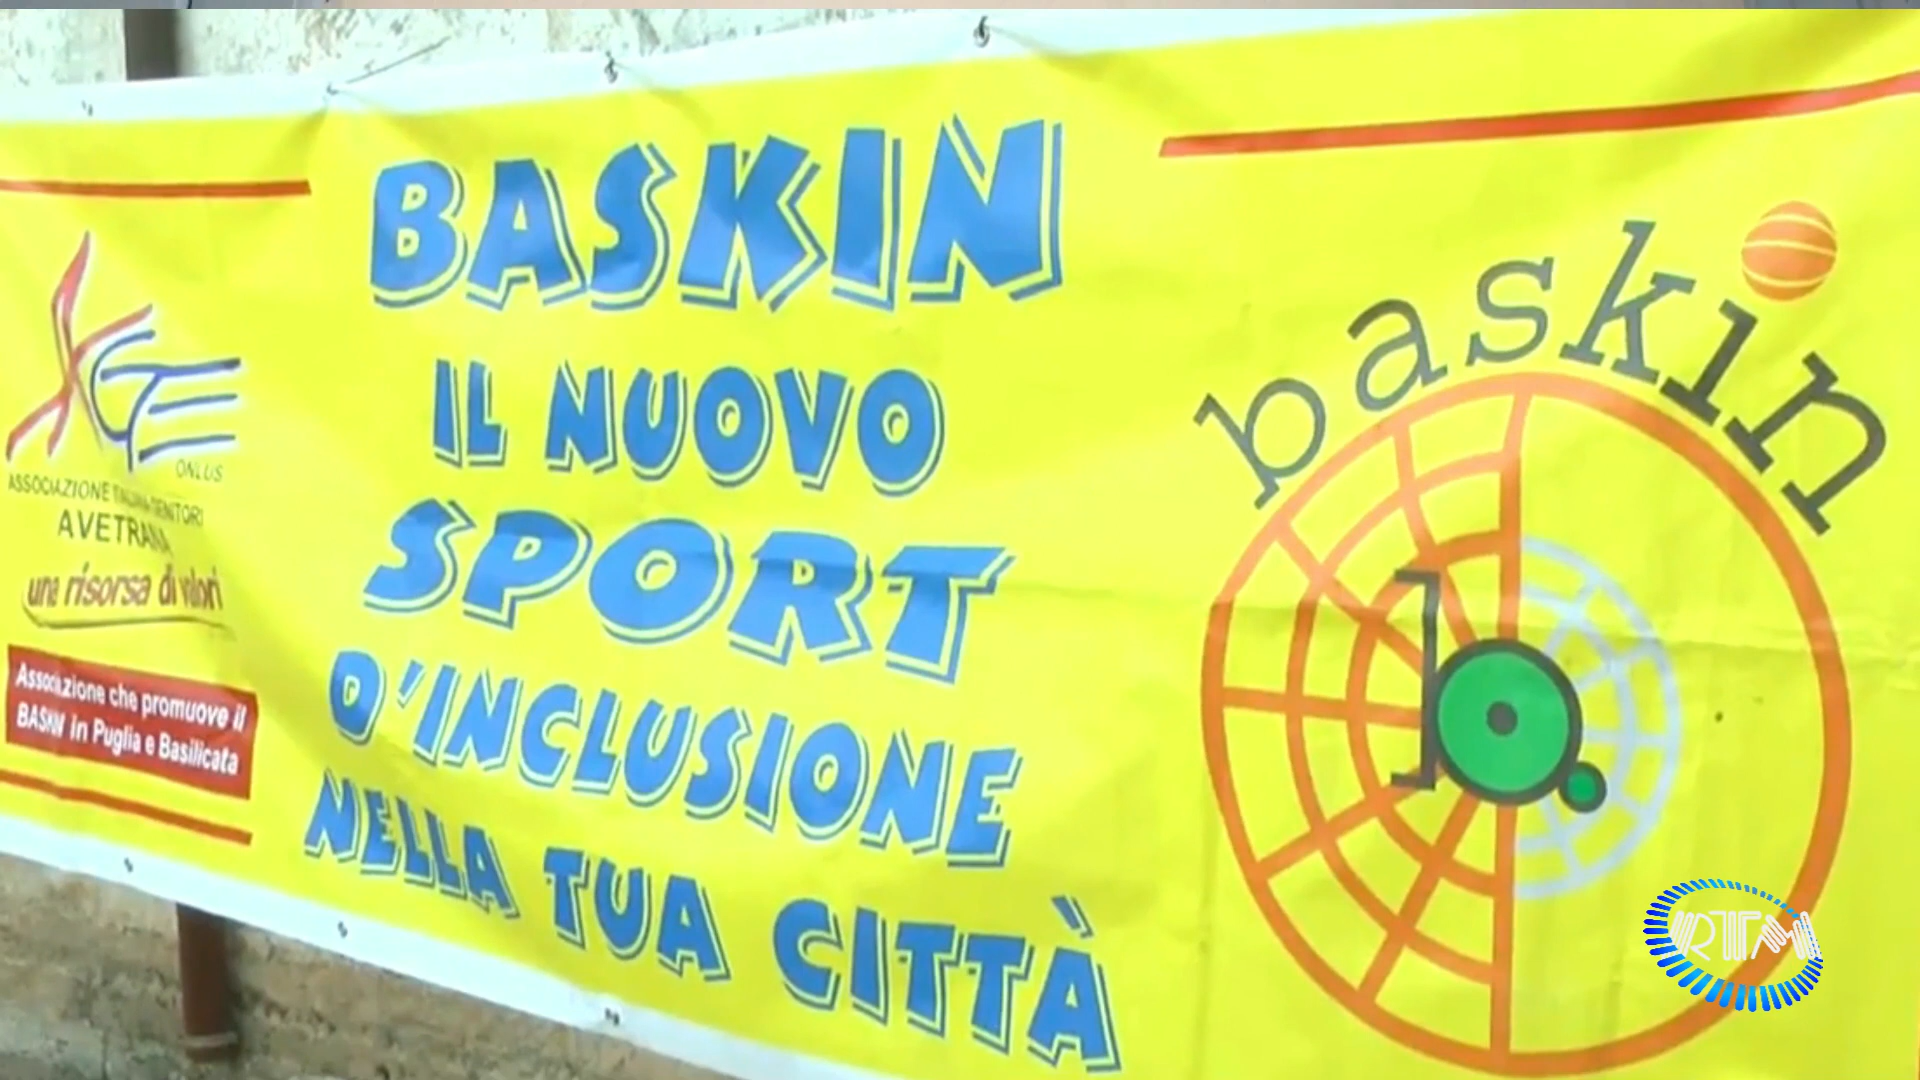 BASKIN
IL NUOVO
SPORT
D'INCLUSIONE
NELLA TUA CITTÀ
AGE
ONLUS
ASSOCIAZIONE ITALIANA GENITORI
AVETRANA
una risorsa di valori
Associazione che promuove il
BASKIN in Puglia e Basilicata
baskin
b.
RTM